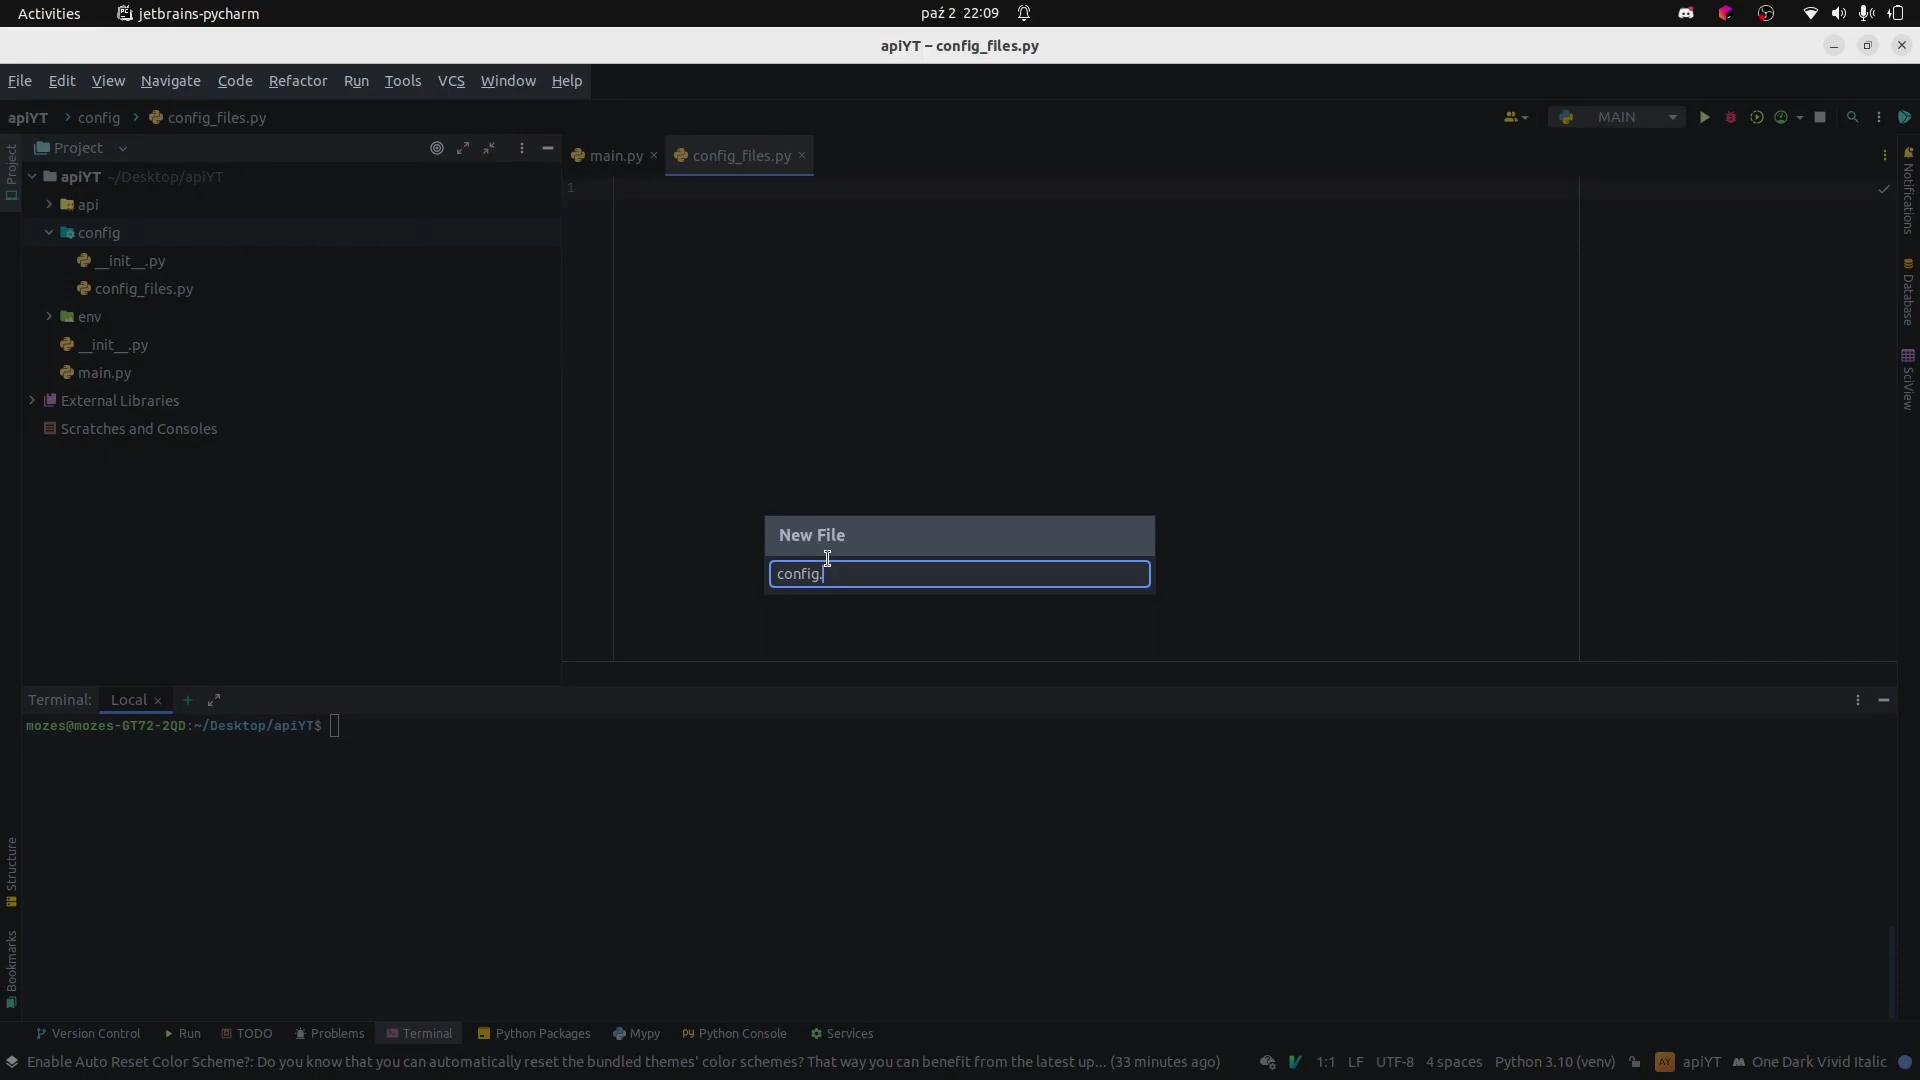 Activities
jetbrains-pycharm
paź 2 22:09
apiYT – config_files.py
File Edit View Navigate Code Refactor Run Tools VCS Window Help
apiYT > config > config_files.py
MAIN
Project
Project
main.py
config_files.py
Notifications
Database
SciView
1
apiYT ~/Desktop/apiYT
api
config
__init__.py
config_files.py
env
__init__.py
main.py
External Libraries
Scratches and Consoles
New File
config.
Terminal: Local
mozes@mozes-GT72-2QD:~/Desktop/apiYT$
Structure
Bookmarks
Version Control Run TODO Problems Terminal Python Packages Mypy Python Console Services
Enable Auto Reset Color Scheme?: Do you know that you can automatically reset the bundled themes' color schemes? That way you can benefit from the latest up... (33 minutes ago)
1:1 LF UTF-8 4 spaces Python 3.10 (venv) AY apiYT One Dark Vivid Italic